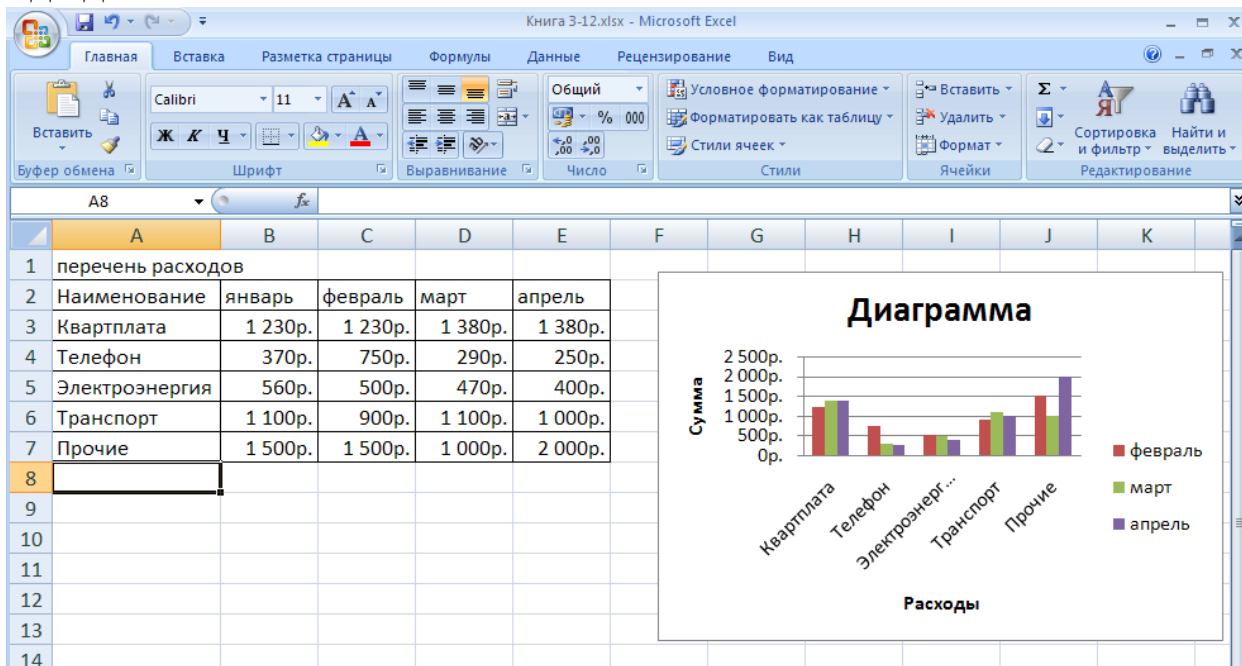 Книга 3-12.xlsx - Microsoft Excel
Главная Вставка Разметка страницы Формулы Данные Рецензирование Вид
Calibri 11 A A Общий Условное форматирование Вставить Σ
Вставить Ж К Ч % 000 Форматировать как таблицу Удалить Сортировка и фильтр Найти и выделить
,0 ,00 ,00 ,0 Стили ячеек Формат
Буфер обмена Шрифт Выравнивание Число Стили Ячейки Редактирование
A8 fx
A B C D E F G H I J K
1 перечень расходов
2 Наименование январь февраль март апрель
3 Квартплата 1 230р. 1 230р. 1 380р. 1 380р.
4 Телефон 370р. 750р. 290р. 250р.
5 Электроэнергия 560р. 500р. 470р. 400р.
6 Транспорт 1 100р. 900р. 1 100р. 1 000р.
7 Прочие 1 500р. 1 500р. 1 000р. 2 000р.
8
9
10
11
12
13
14
Диаграмма
Сумма
2 500р.
2 000р.
1 500р.
1 000р.
500р.
0р.
Квартплата Телефон Электроэнерг... Транспорт Прочие
Расходы
февраль
март
апрель